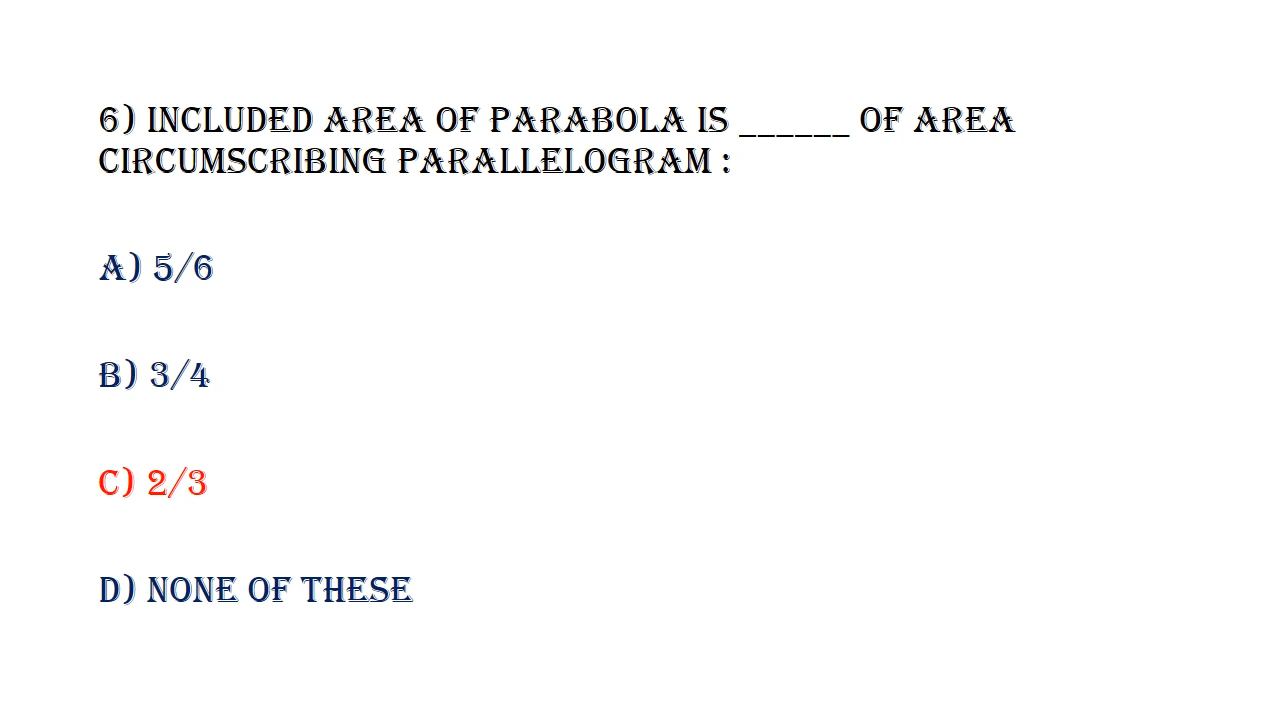 6) INCLUDED AREA OF PARABOLA IS ______ OF AREA
CIRCUMSCRIBING PARALLELOGRAM :
A) 5/6
B) 3/4
C) 2/3
D) NONE OF THESE